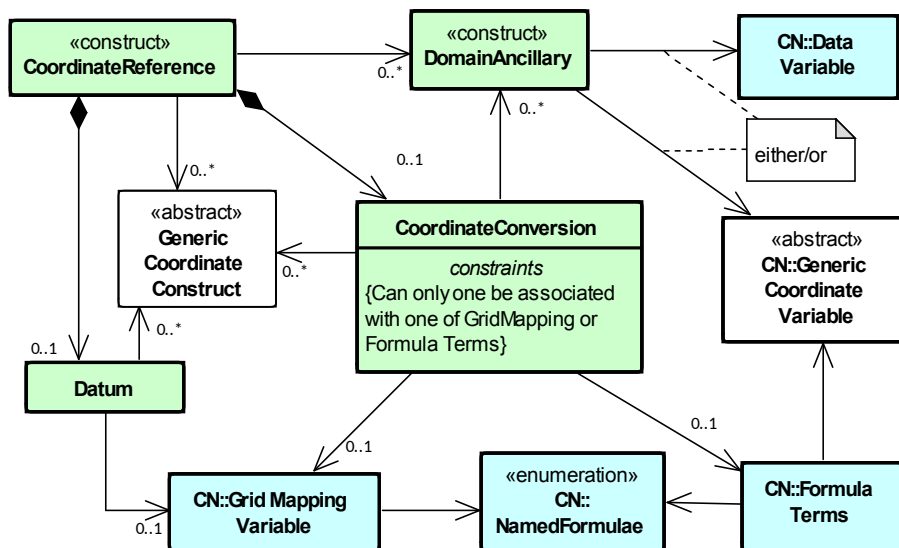 «construct»
CoordinateReference
«construct»
DomainAncillary
CN::Data
Variable
0..*
0..*
either/or
0..1
0..*
«abstract»
Generic
Coordinate
Construct
CoordinateConversion
constraints
{Can only one be associated
with one of GridMapping or
Formula Terms}
«abstract»
CN::Generic
Coordinate
Variable
0..*
0..*
0..1
Datum
0..1
0..1
CN::Grid Mapping
Variable
0..1
«enumeration»
CN::
NamedFormulae
CN::Formula
Terms